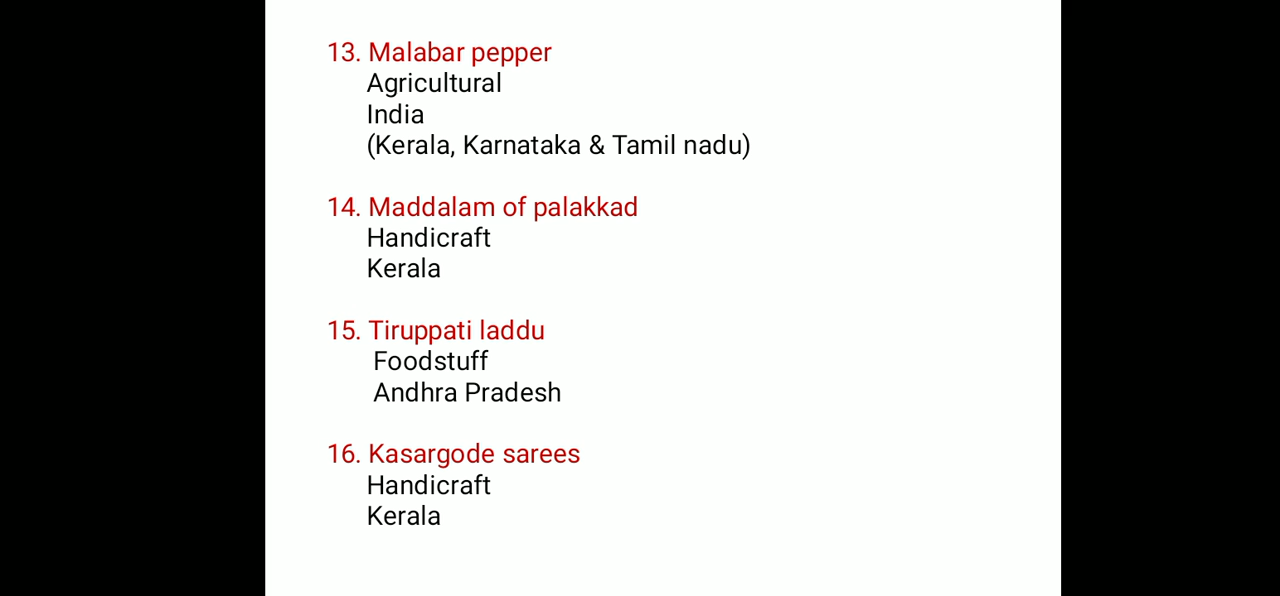 13. Malabar pepper
Agricultural
India
(Kerala, Karnataka & Tamil nadu)
14. Maddalam of palakkad
Handicraft
Kerala
15. Tiruppati laddu
Foodstuff
Andhra Pradesh
16. Kasargode sarees
Handicraft
Kerala